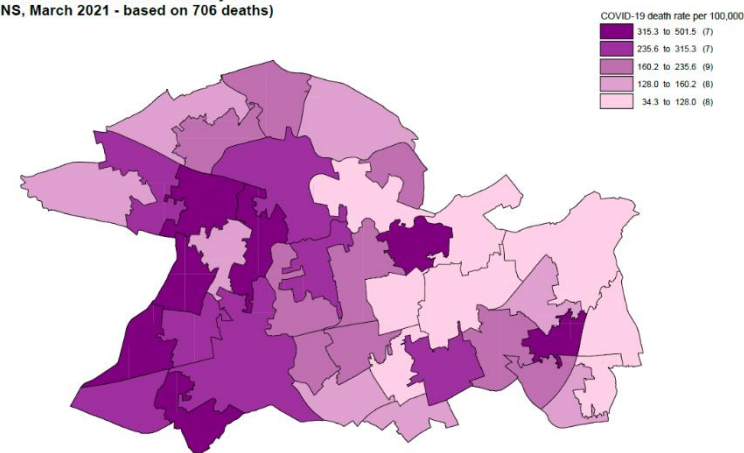 NS, March 2021 - based on 706 deaths)
COVID-19 death rate per 100,000
315.3 to 501.5 (7)
235.6 to 315.3 (7)
160.2 to 235.6 (9)
128.0 to 160.2 (8)
34.3 to 128.0 (8)